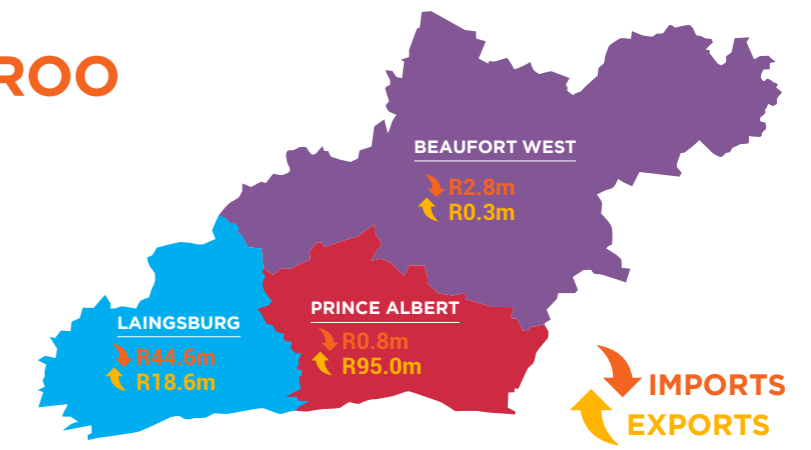 ROO
BEAUFORT WEST
R2.8m
R0.3m
LAINGSBURG
R44.6m
R18.6m
PRINCE ALBERT
R0.8m
R95.0m
IMPORTS
EXPORTS